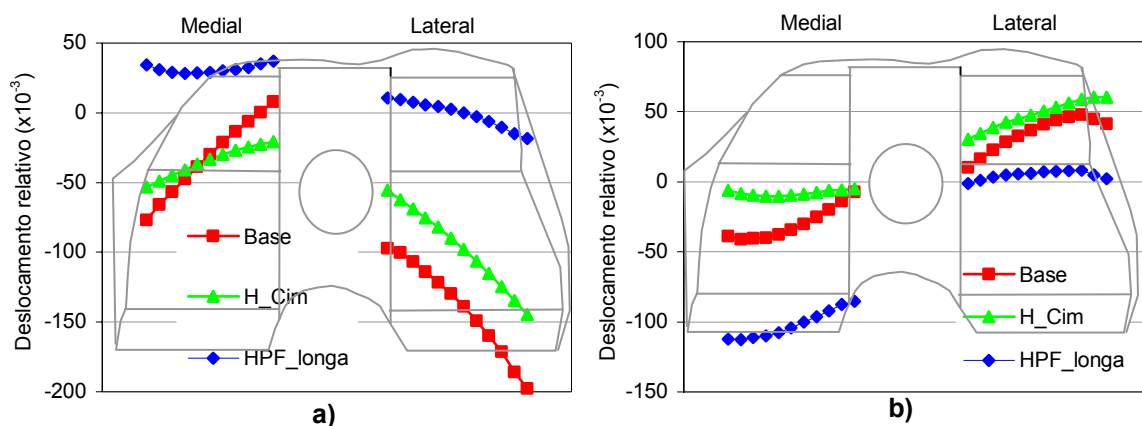 Medial Lateral
Deslocamento relativo (x10-3)
50
0
-50
-100
-150
-200
Base
H_Cim
HPF_longa
a)
Medial Lateral
Deslocamento relativo (x10-3)
100
50
0
-50
-100
-150
Base
H_Cim
HPF_longa
b)